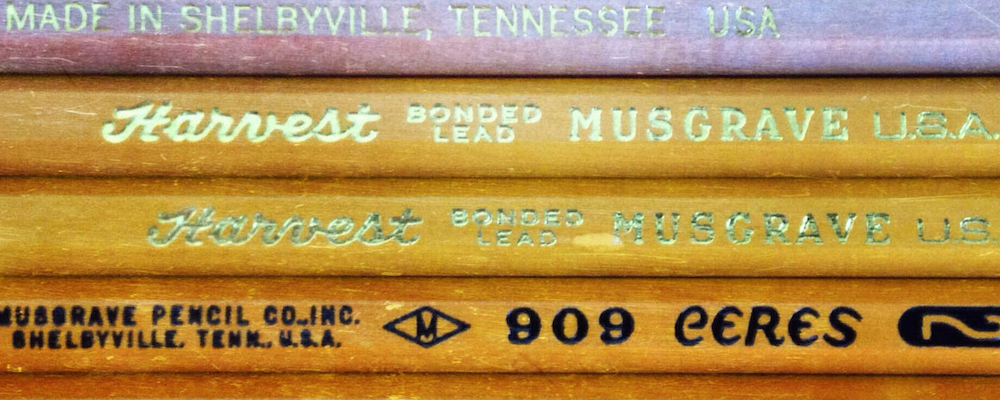 MADE IN SHELBYVILLE, TENNESSEE USA
Harvest BONDED LEAD MUSGRAVE U.S.A.
Harvest BONDED LEAD MUSGRAVE U.S.
MUSGRAVE PENCIL CO., INC.
SHELBYVILLE, TENN., U.S.A.
M 909 CERES 2